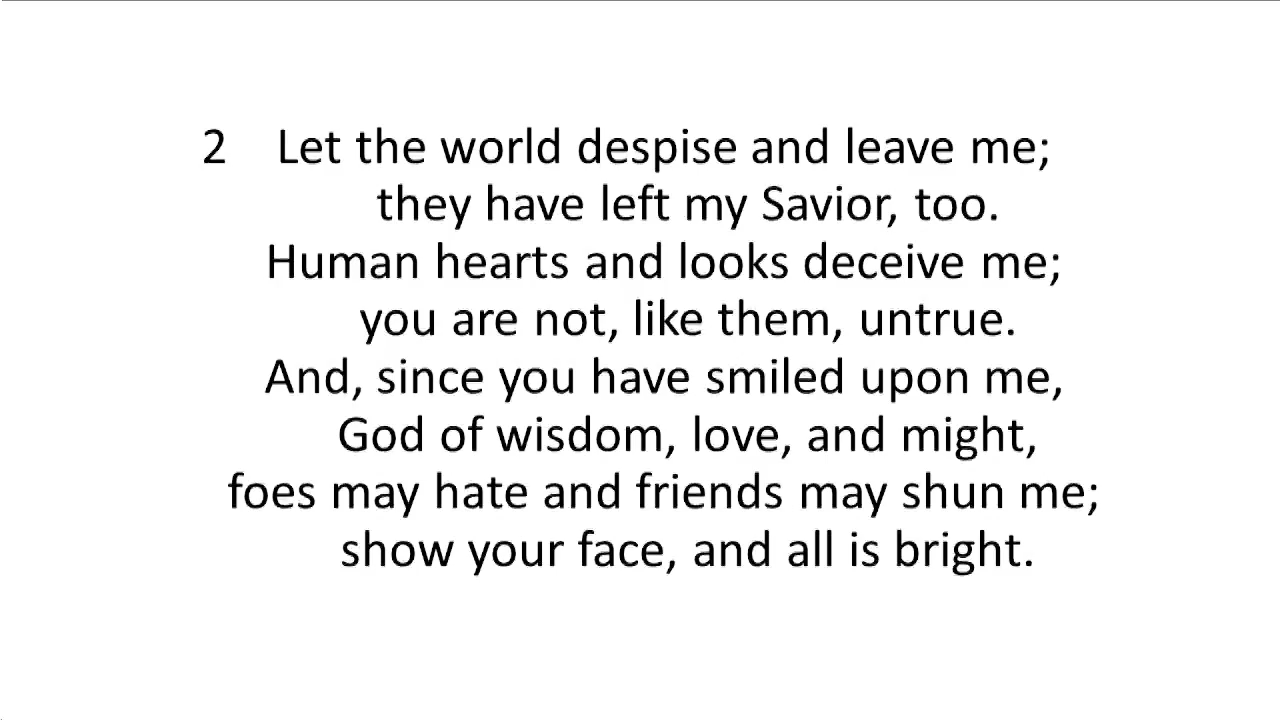 2 Let the world despise and leave me;
they have left my Savior, too.
Human hearts and looks deceive me;
you are not, like them, untrue.
And, since you have smiled upon me,
God of wisdom, love, and might,
foes may hate and friends may shun me;
show your face, and all is bright.